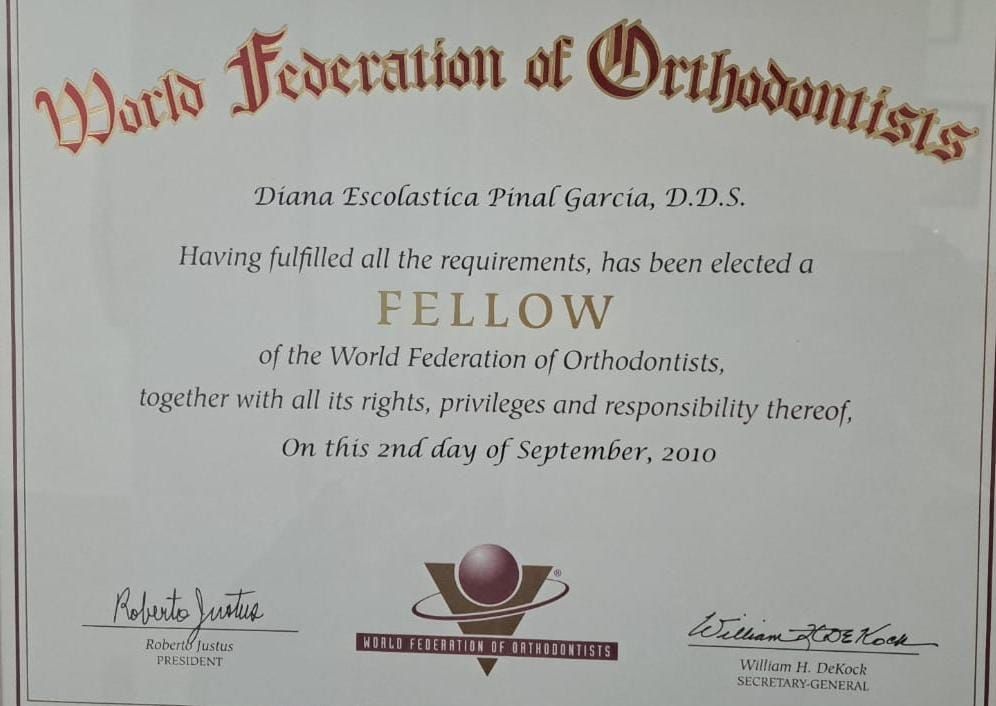 World Federation of Orthodontists
Diana Escolastica Pinal Garcia, D.D.S.
Having fulfilled all the requirements, has been elected a
FELLOW
of the World Federation of Orthodontists,
together with all its rights, privileges and responsibility thereof,
On this 2nd day of September, 2010
Roberto Justus
Roberto Justus
PRESIDENT
®
WORLD FEDERATION OF ORTHODONTISTS
William H. DeKock
William H. DeKock
SECRETARY-GENERAL